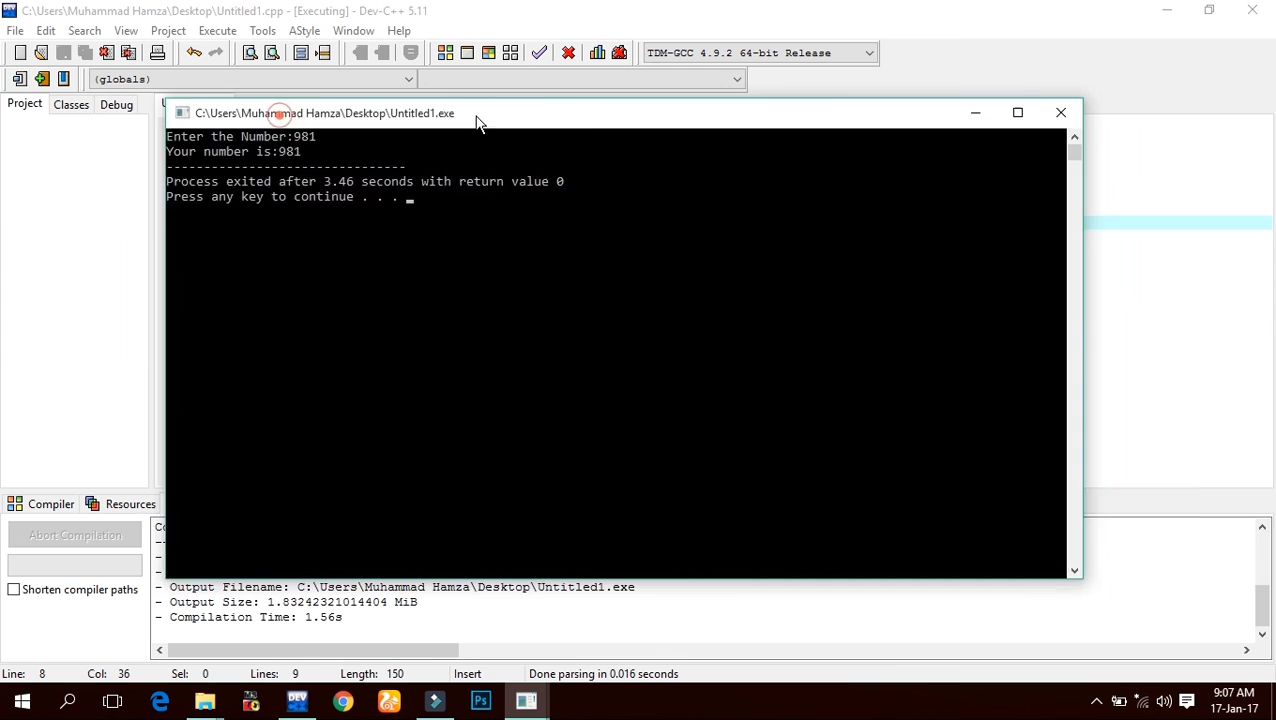 C:\Users\Muhammad Hamza\Desktop\Untitled1.cpp - [Executing] - Dev-C++ 5.11
File Edit Search View Project Execute Tools AStyle Window Help
TDM-GCC 4.9.2 64-bit Release
(globals)
Project Classes Debug
C:\Users\Muhammad Hamza\Desktop\Untitled1.exe
Enter the Number:981
Your number is:981
--------------------------------
Process exited after 3.46 seconds with return value 0
Press any key to continue . . .
Compiler Resources
Abort Compilation
Shorten compiler paths
- Output Filename: C:\Users\Muhammad Hamza\Desktop\Untitled1.exe
- Output Size: 1.83242321014404 MiB
- Compilation Time: 1.56s
Line: 8 Col: 36 Sel: 0 Lines: 9 Length: 150 Insert Done parsing in 0.016 seconds
DEV Ps
9:07 AM
17-Jan-17